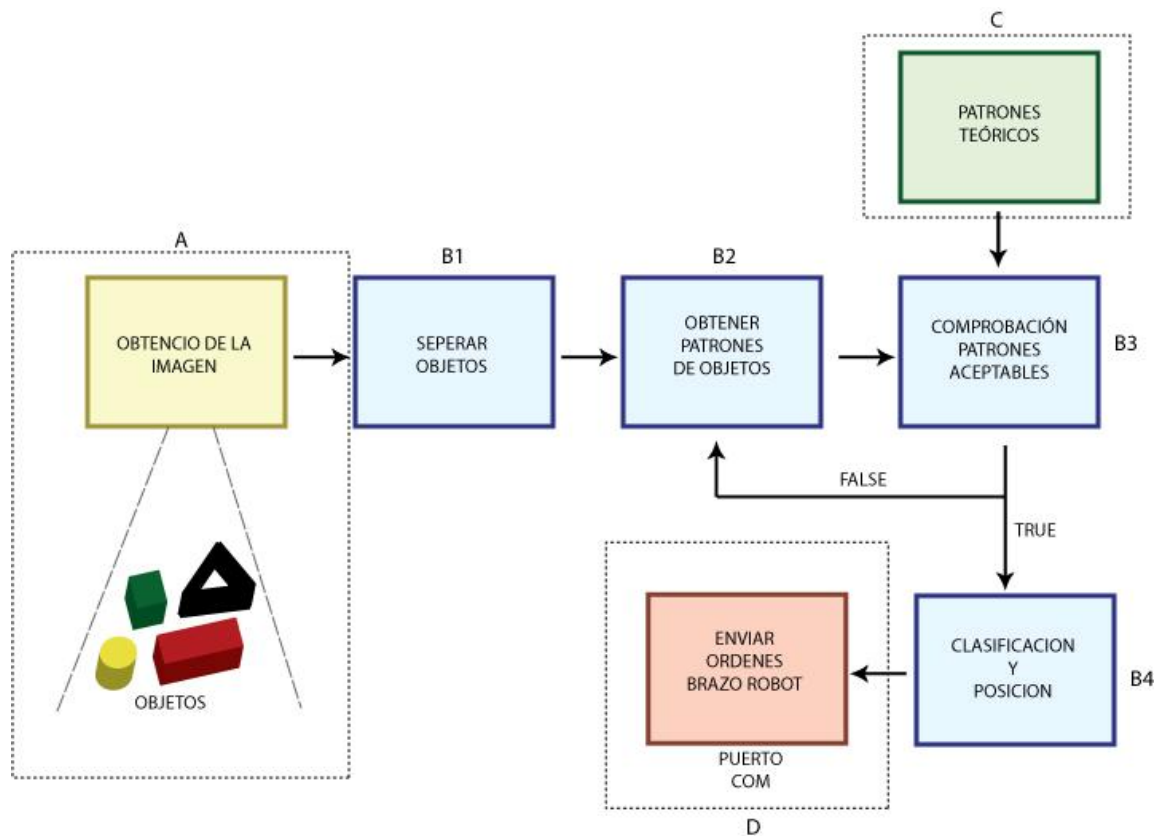 C
PATRONES
TEÓRICOS
A
B1
B2
OBTENCIO DE LA
IMAGEN
SEPERAR
OBJETOS
OBTENER
PATRONES
DE OBJETOS
COMPROBACIÓN
PATRONES
ACEPTABLES
B3
FALSE
TRUE
OBJETOS
ENVIAR
ORDENES
BRAZO ROBOT
CLASIFICACION
Y
POSICION
B4
PUERTO
COM
D